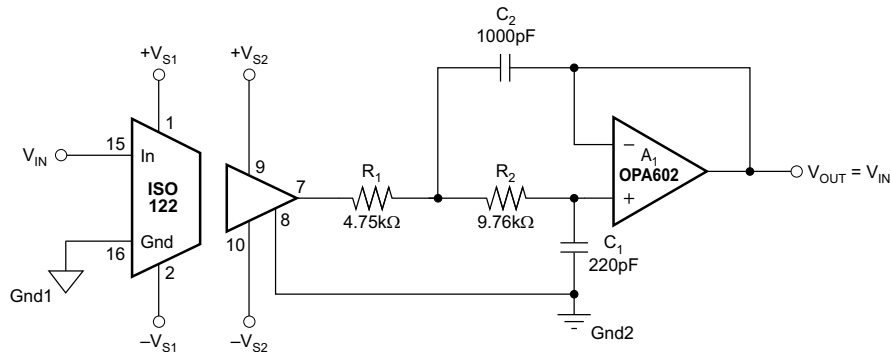 C2
1000pF
+VS1
+VS2
1
15
VIN
In
9
ISO
122
7
R1
4.75kΩ
R2
9.76kΩ
−
A1
OPA602
+
VOUT = VIN
8
10
Gnd
16
2
C1
220pF
Gnd1
Gnd2
−VS1
−VS2